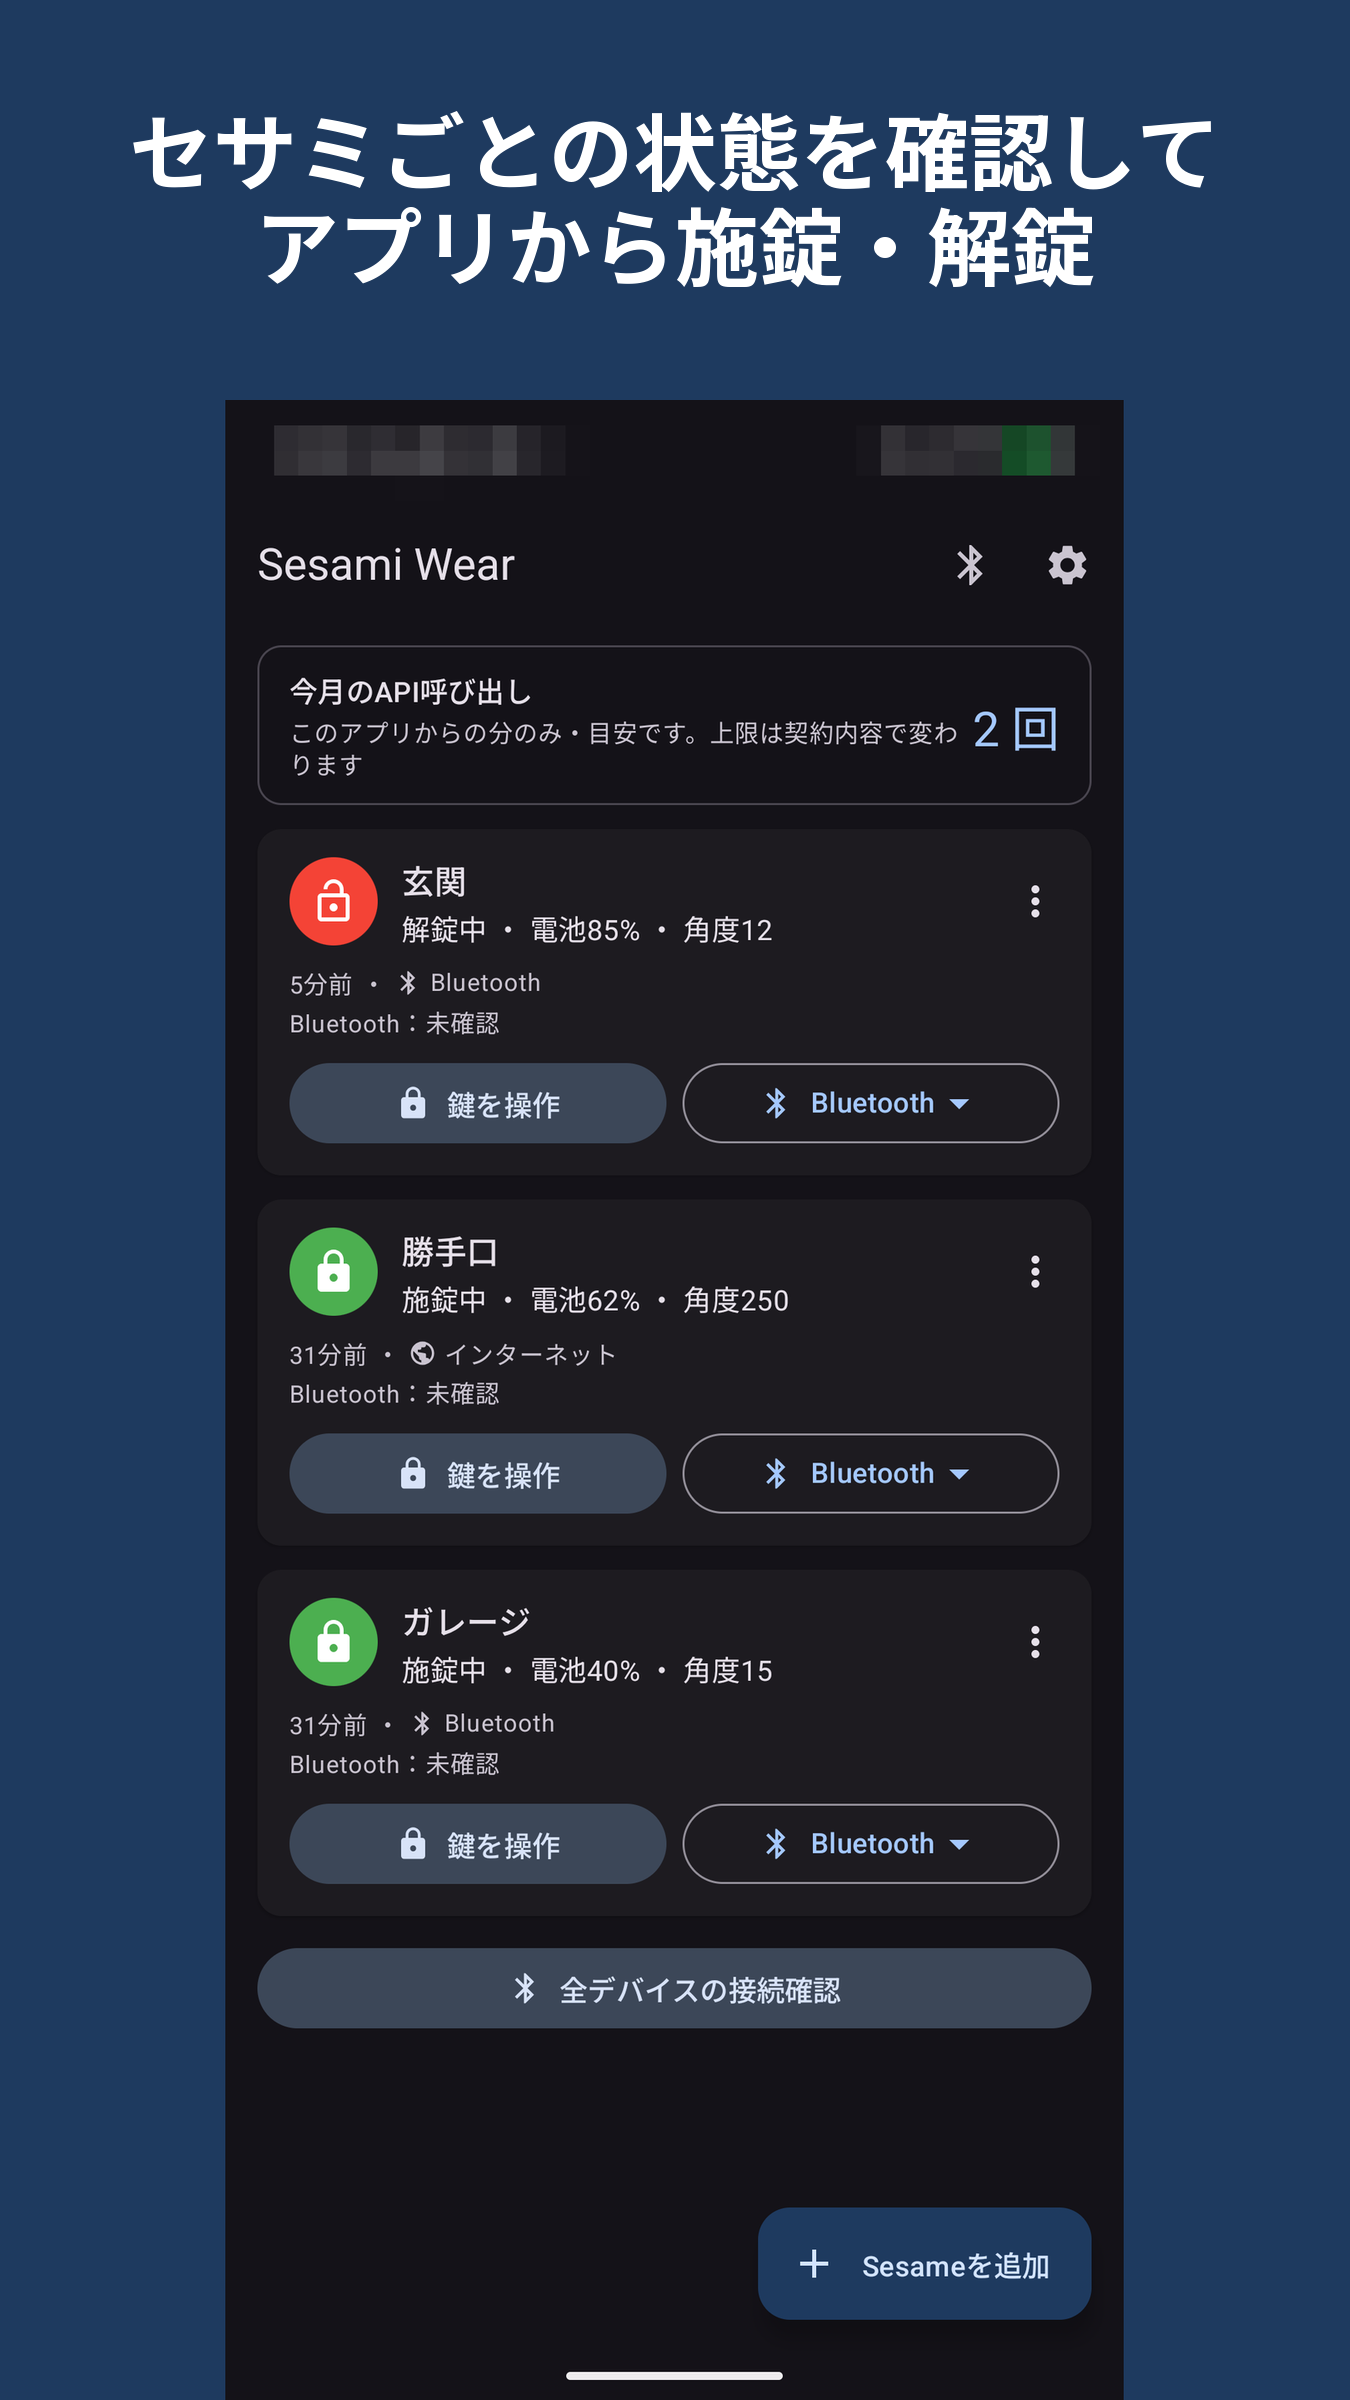 セサミごとの状態を確認して
アプリから施錠・解錠
Sesami Wear
今月のAPI呼び出し
このアプリからの分のみ・目安です。上限は契約内容で変わ
ります
2 回
玄関
解錠中 ・ 電池85% ・ 角度12
5分前 ・ Bluetooth
Bluetooth：未確認
鍵を操作
Bluetooth
勝手口
施錠中 ・ 電池62% ・ 角度250
31分前 ・ インターネット
Bluetooth：未確認
鍵を操作
Bluetooth
ガレージ
施錠中 ・ 電池40% ・ 角度15
31分前 ・ Bluetooth
Bluetooth：未確認
鍵を操作
Bluetooth
全デバイスの接続確認
Sesameを追加